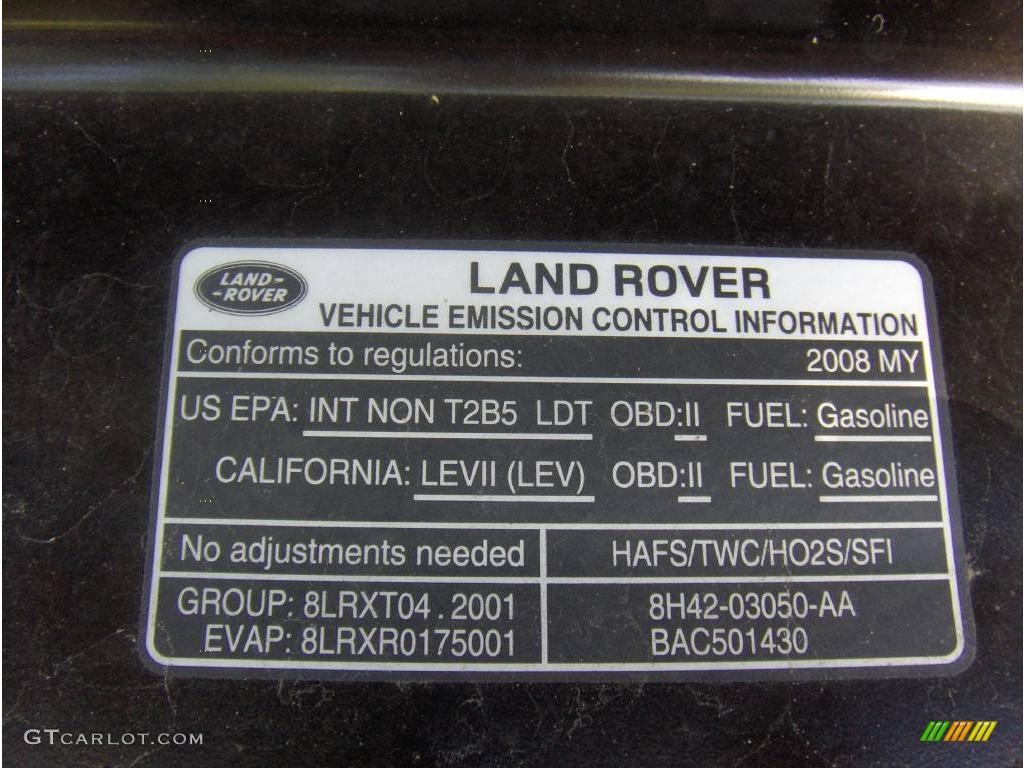 LAND-
-ROVER
LAND ROVER
VEHICLE EMISSION CONTROL INFORMATION
Conforms to regulations: 2008 MY
US EPA: INT NON T2B5 LDT OBD:II FUEL: Gasoline
CALIFORNIA: LEVII (LEV) OBD:II FUEL: Gasoline
No adjustments needed HAFS/TWC/HO2S/SFI
GROUP: 8LRXT04.2001 8H42-03050-AA
EVAP: 8LRXR0175001 BAC501430
GTCARLOT.COM